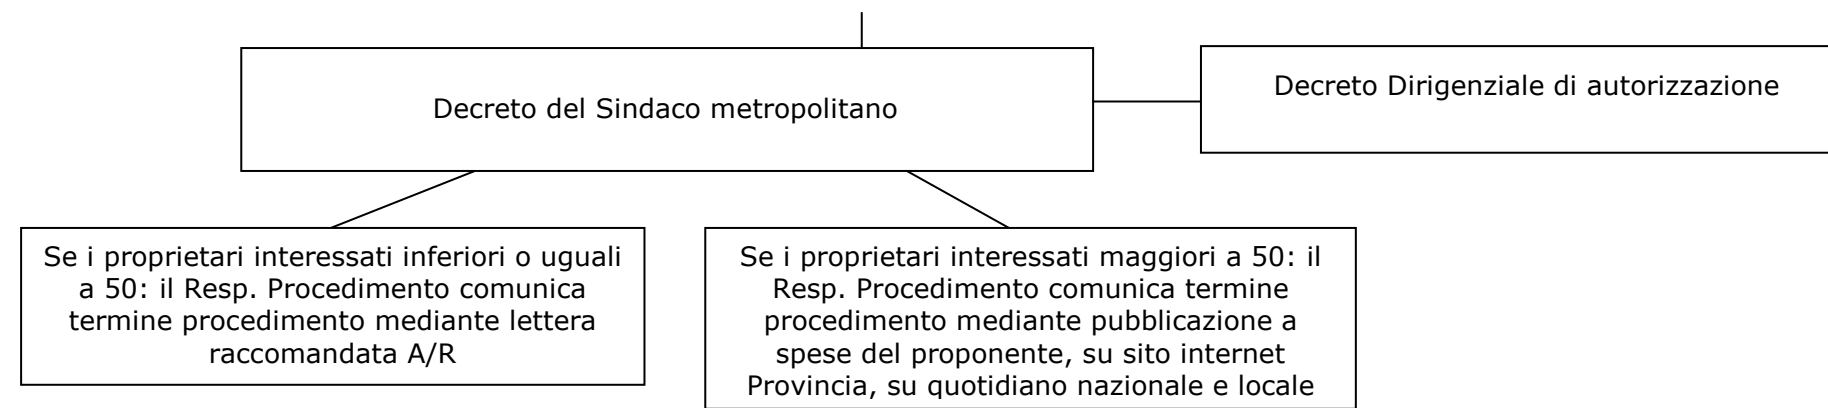 Decreto del Sindaco metropolitano
Decreto Dirigenziale di autorizzazione
Se i proprietari interessati inferiori o uguali
a 50: il Resp. Procedimento comunica
termine procedimento mediante lettera
raccomandata A/R
Se i proprietari interessati maggiori a 50: il
Resp. Procedimento comunica termine
procedimento mediante pubblicazione a
spese del proponente, su sito internet
Provincia, su quotidiano nazionale e locale